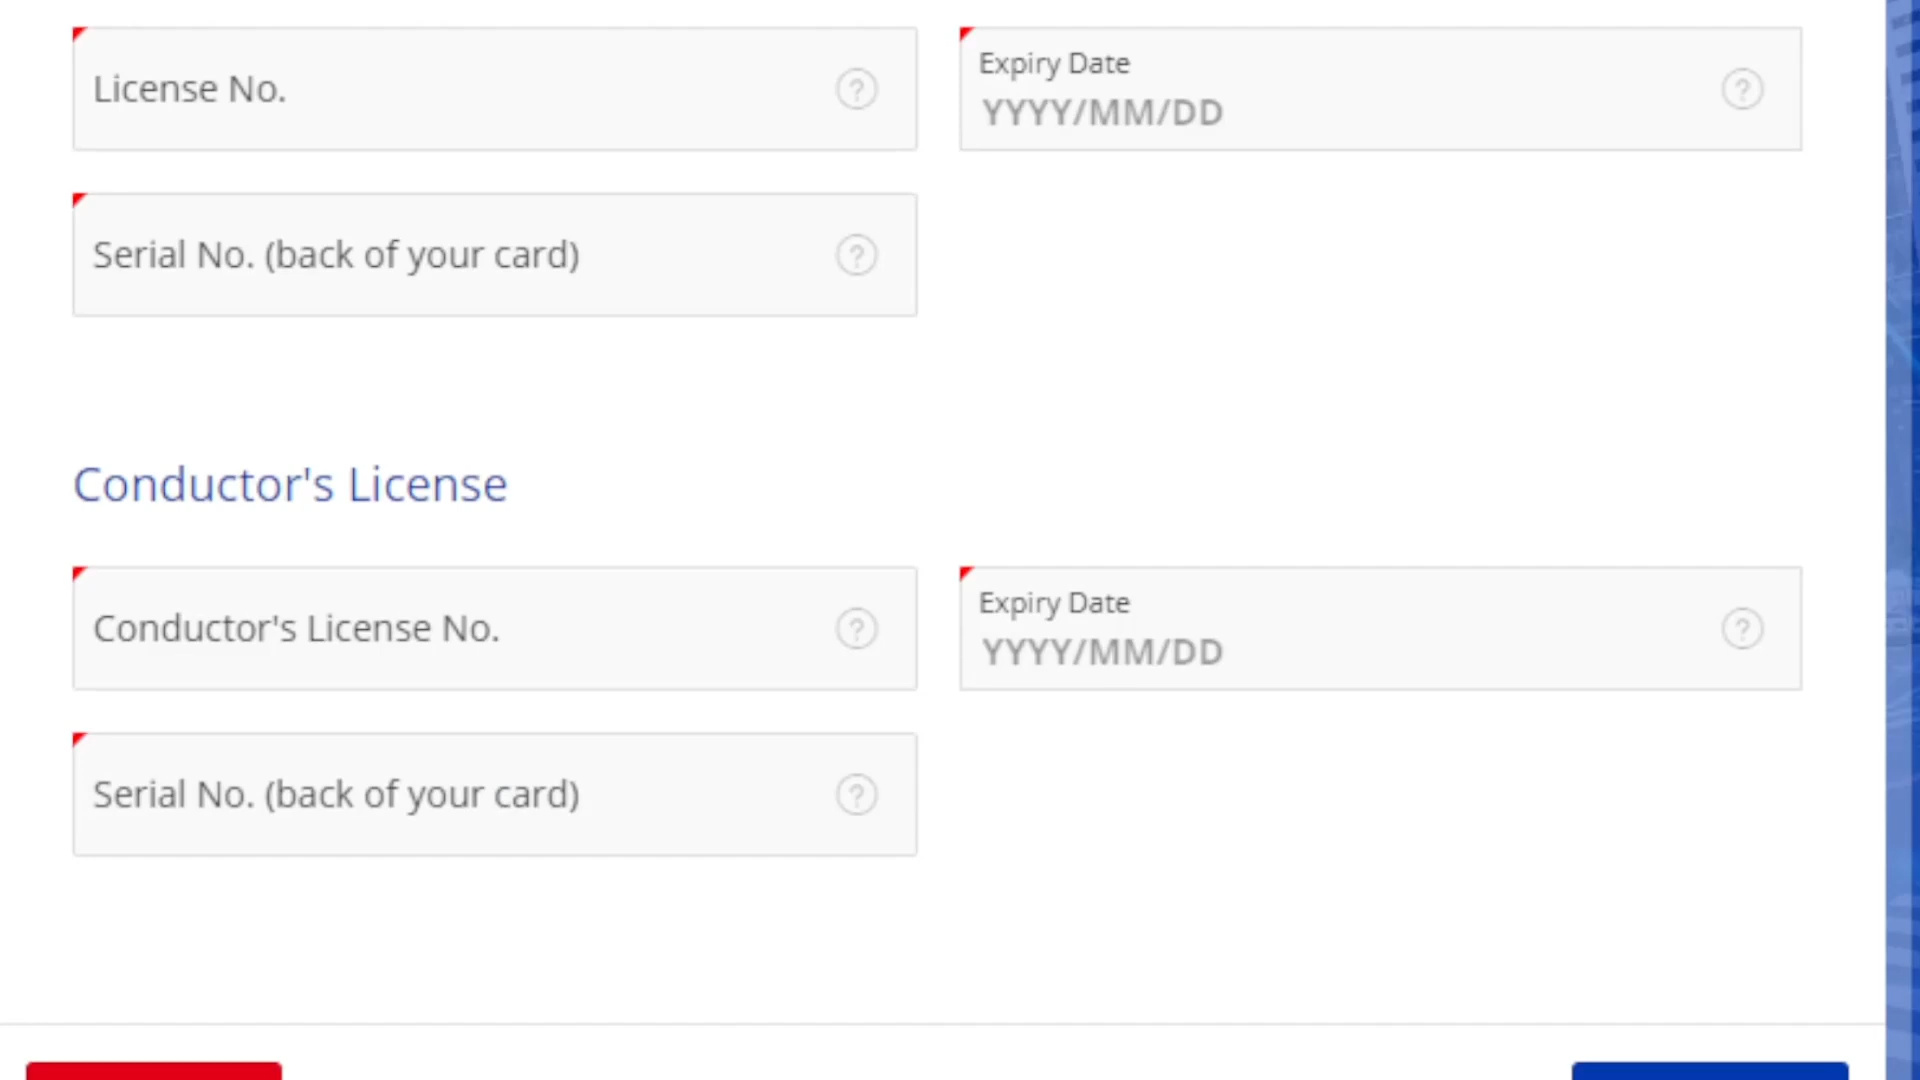 License No.
?
Expiry Date
YYYY/MM/DD
?
Serial No. (back of your card)
?
Conductor's License
Conductor's License No.
?
Expiry Date
YYYY/MM/DD
?
Serial No. (back of your card)
?